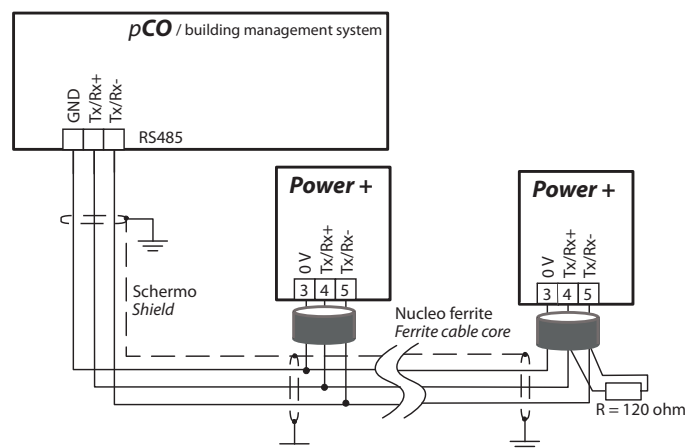 pCO / building management system
GND
Tx/Rx+
Tx/Rx-
RS485
Power +
0 V
Tx/Rx+
Tx/Rx-
3 4 5
Power +
0 V
Tx/Rx+
Tx/Rx-
3 4 5
Schermo
Shield
Nucleo ferrite
Ferrite cable core
R = 120 ohm